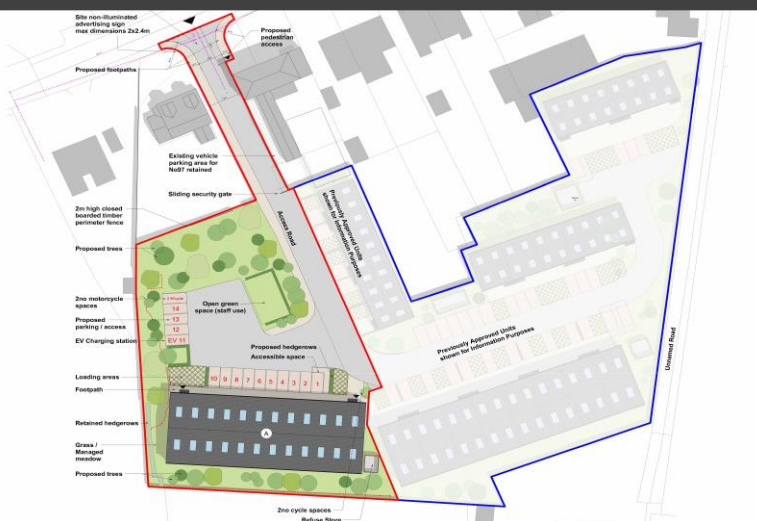 Site non-illuminated
advertising sign
max dimensions 2x2.4m
Proposed
pedestrian
access
Proposed footpaths
Existing vehicle
parking area for
No97 retained
Sliding security gate
2m high closed
boarded timber
perimeter fence
Access Road
Previously Approved Units
shown for Information Purposes
Proposed trees
2no motorcycle
spaces
Open green
space (staff use)
14
Proposed
parking / access
13
12
EV Charging station
EV 11
Previously Approved Units
shown for Information Purposes
Unnamed Road
Proposed hedgerows
Accessible space
Loading areas
10 9 8 7 6 5 4 3 2 1
Footpath
Retained hedgerows
A
Grass /
Managed
meadow
Proposed trees
2no cycle spaces
Refuse Store